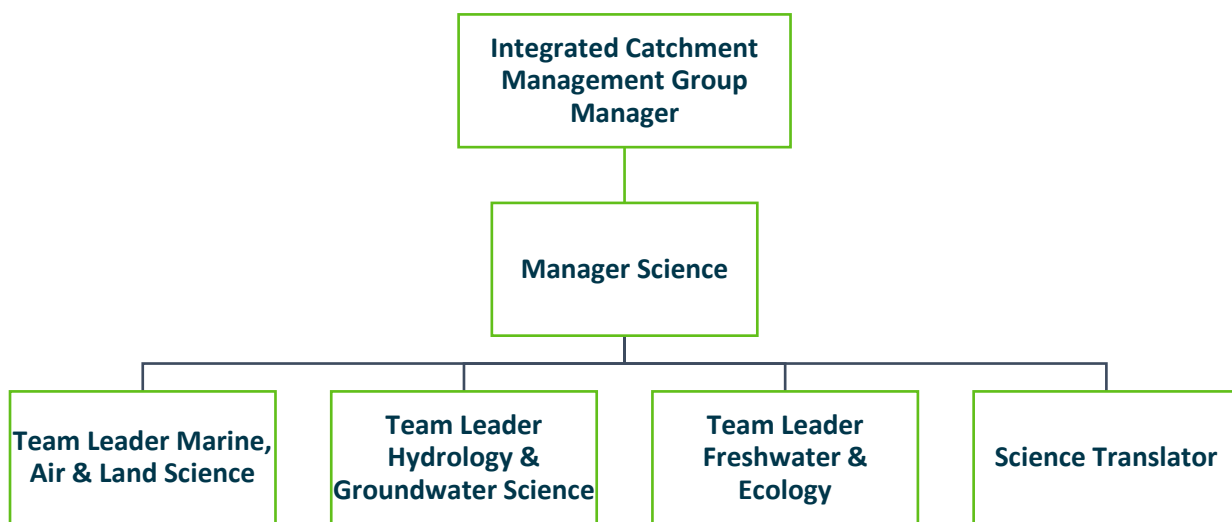 Integrated Catchment
Management Group
Manager
Manager Science
Team Leader Marine,
Air & Land Science
Team Leader
Hydrology &
Groundwater Science
Team Leader
Freshwater &
Ecology
Science Translator